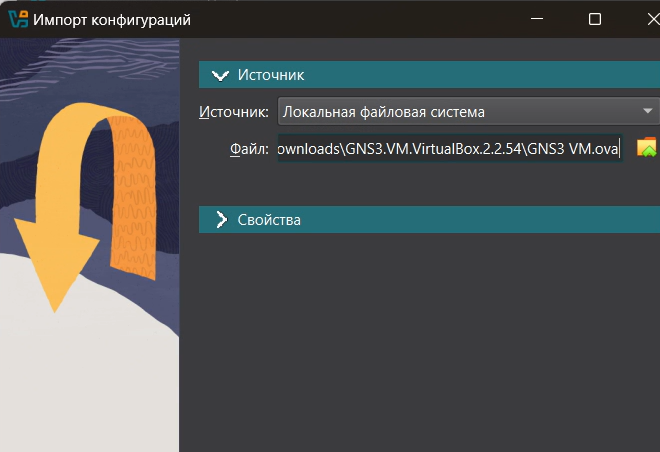 Импорт конфигураций
Источник
Источник: Локальная файловая система
Файл: ownloads\GNS3.VM.VirtualBox.2.2.54\GNS3 VM.ova
Свойства